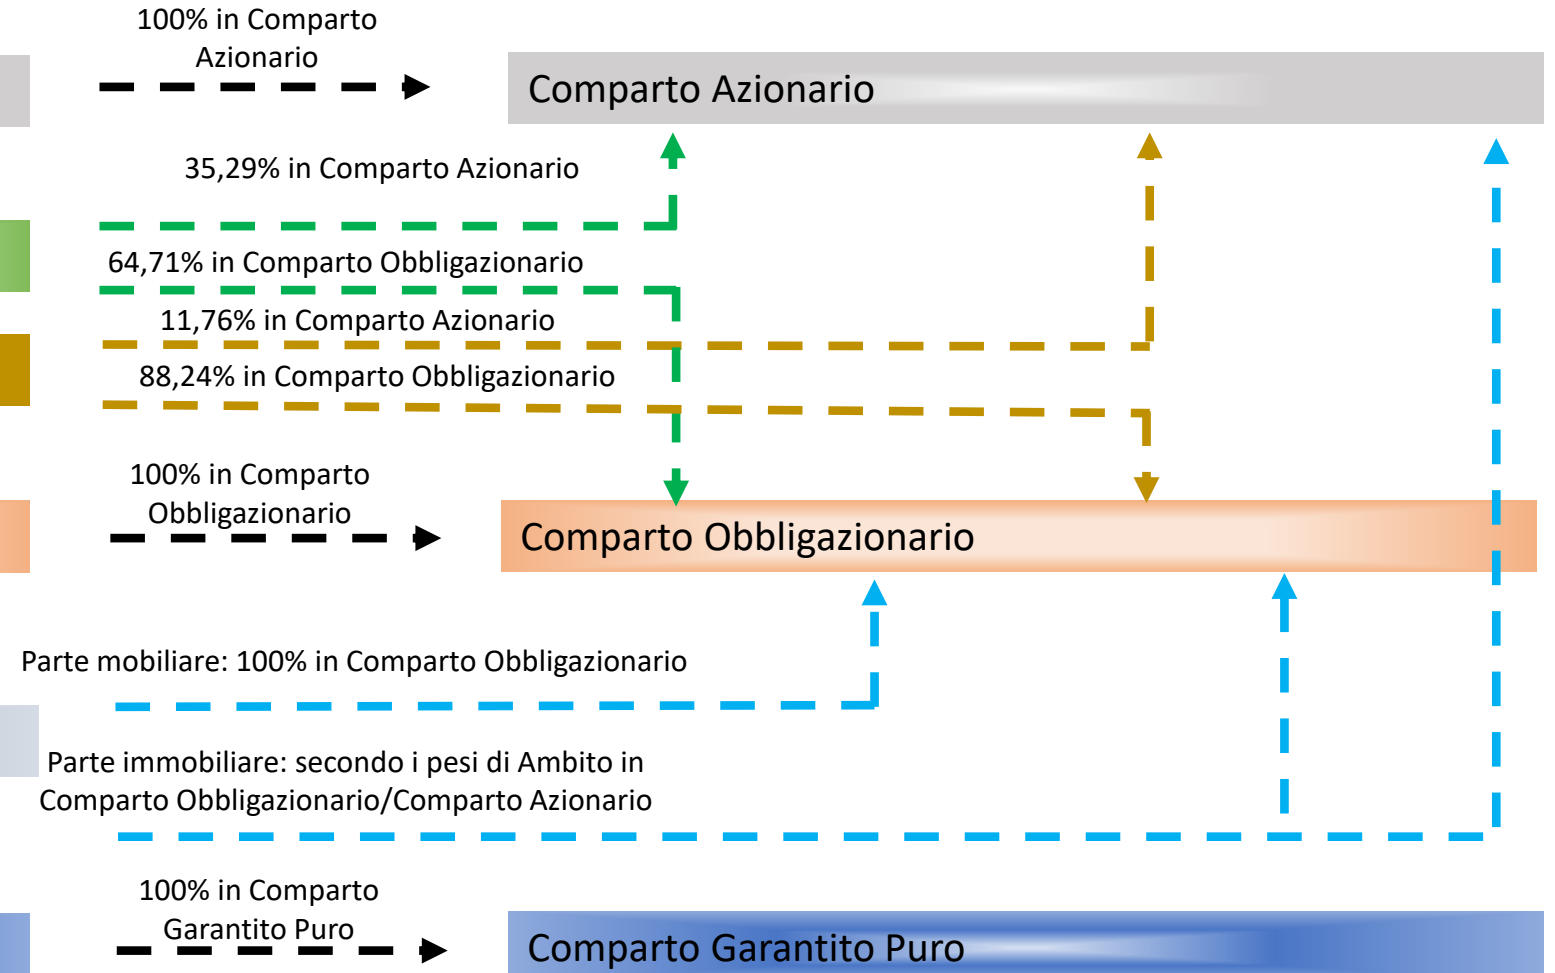 100% in Comparto
Azionario
Comparto Azionario
35,29% in Comparto Azionario
64,71% in Comparto Obbligazionario
11,76% in Comparto Azionario
88,24% in Comparto Obbligazionario
100% in Comparto
Obbligazionario
Comparto Obbligazionario
Parte mobiliare: 100% in Comparto Obbligazionario
Parte immobiliare: secondo i pesi di Ambito in
Comparto Obbligazionario/Comparto Azionario
100% in Comparto
Garantito Puro
Comparto Garantito Puro